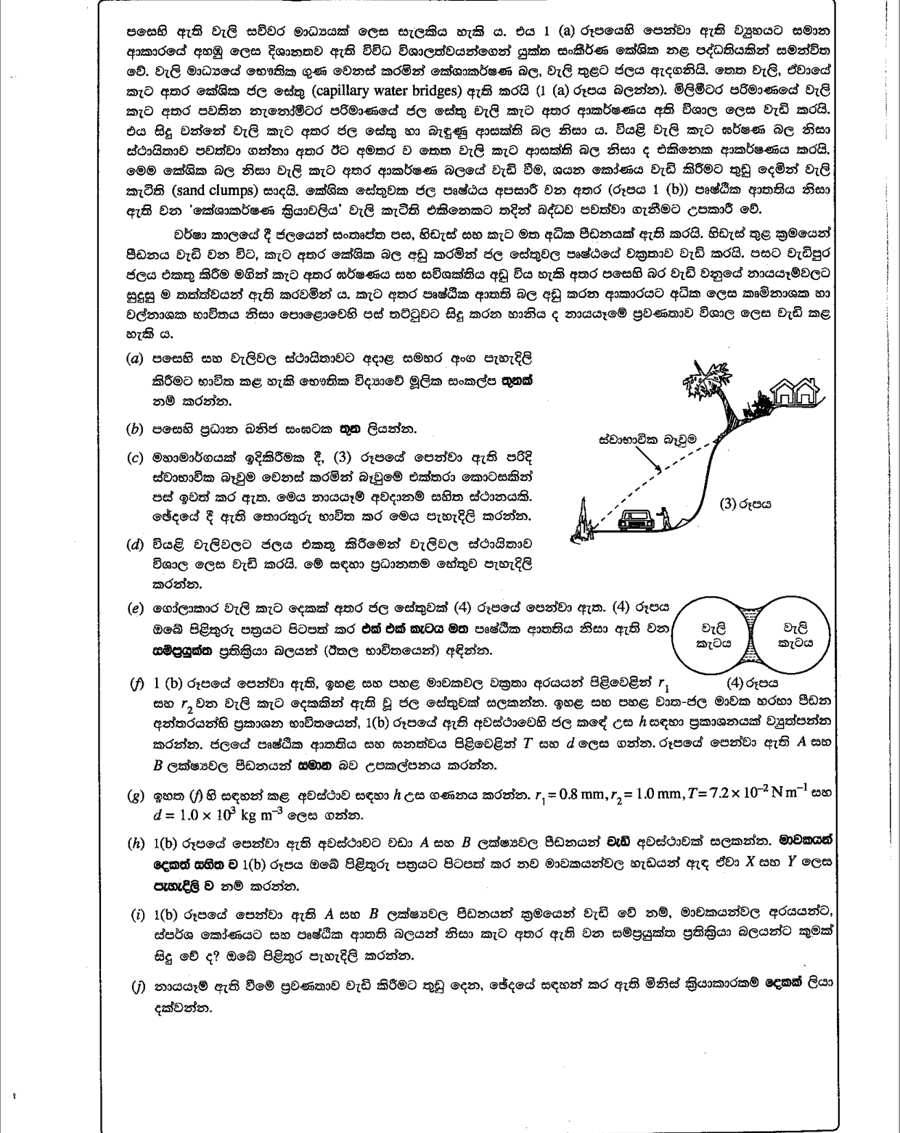 පසෙහි ඇති වැලි සවිවර මාධ්‍යයක් ලෙස සැලකිය හැකි ය. එය 1 (a) රූපයෙහි පෙන්වා ඇති ව්‍යුහයට සමාන
ආකාරයේ අහඹු ලෙස දිශානතව ඇති විවිධ විශාලත්වයන්ගෙන් යුක්ත සංකීර්ණ කේශික නළ පද්ධතියකින් සමන්විත
වේ. වැලි මාධ්‍යයේ භෞතික ගුණ වෙනස් කරමින් කේශාකර්ෂණ බල, වැලි තුළට ජලය ඇදගනියි. තෙත වැලි, ඒවායේ
කැට අතර කේශික ජල සේතු (capillary water bridges) ඇති කරයි (1 (a) රූපය බලන්න). මිලිමීටර පරිමාණයේ වැලි
කැට අතර පවතින නැනෝමීටර පරිමාණයේ ජල සේතු වැලි කැට අතර ආකර්ෂණය අති විශාල ලෙස වැඩි කරයි.
එය සිදු වන්නේ වැලි කැට අතර ජල සේතු හා බැඳුණු ආසක්ති බල නිසා ය. වියළි වැලි කැට ඝර්ෂණ බල නිසා
ස්ථායිතාව පවත්වා ගන්නා අතර ඊට අමතර ව තෙත වැලි කැට ආසක්ති බල නිසා ද එකිනෙක ආකර්ෂණය කරයි.
මෙම කේශික බල නිසා වැලි කැට අතර ආකර්ෂණ බලයේ වැඩි වීම, ශයන කෝණය වැඩි කිරීමට තුඩු දෙමින් වැලි
කැටිති (sand clumps) සාදයි. කේශික සේතුවක ජල පෘෂ්ඨය අපසාරී වන අතර (රූපය 1 (b)) පෘෂ්ඨික ආතතිය නිසා
ඇති වන 'කේශාකර්ෂණ ක්‍රියාවලිය' වැලි කැටිති එකිනෙකට තදින් බද්ධව පවත්වා ගැනීමට උපකාරී වේ.
වර්ෂා කාලයේ දී ජලයෙන් සංතෘප්ත පස, හිඩැස් සහ කැට මත අධික පීඩනයක් ඇති කරයි. හිඩැස් තුළ ක්‍රමයෙන්
පීඩනය වැඩි වන විට, කැට අතර කේශික බල අඩු කරමින් ජල සේතුවල පෘෂ්ඨයේ වක්‍රතාව වැඩි කරයි. පසට වැඩිපුර
ජලය එකතු කිරීම මගින් කැට අතර ඝර්ෂණය සහ සවිශක්තිය අඩු විය හැකි අතර පසෙහි බර වැඩි වනුයේ නායයෑම්වලට
සුදුසු ම තත්ත්වයන් ඇති කරවමින් ය. කැට අතර පෘෂ්ඨික ආතති බල අඩු කරන ආකාරයට අධික ලෙස කෘමිනාශක හා
වල්නාශක භාවිතය නිසා පොළොවෙහි පස් තට්ටුවට සිදු කරන හානිය ද නායයෑමේ ප්‍රවණතාව විශාල ලෙස වැඩි කළ
හැකි ය.
(a) පසෙහි සහ වැලිවල ස්ථායිතාවට අදාළ සමහර අංග පැහැදිලි
කිරීමට භාවිත කළ හැකි භෞතික විද්‍යාවේ මූලික සංකල්ප තුනක්
නම් කරන්න.
(b) පසෙහි ප්‍රධාන ඛනිජ සංඝටක තුන ලියන්න.
(c) මහාමාර්ගයක් ඉදිකිරීමක දී, (3) රූපයේ පෙන්වා ඇති පරිදි
ස්වාභාවික බෑවුම වෙනස් කරමින් බෑවුමේ එක්තරා කොටසකින්
පස් ඉවත් කර ඇත. මෙය නායයෑම් අවදානම සහිත ස්ථානයකි.
ඡේදයේ දී ඇති තොරතුරු භාවිත කර මෙය පැහැදිලි කරන්න.
ස්වාභාවික බෑවුම
(3) රූපය
(d) වියළි වැලිවලට ජලය එකතු කිරීමෙන් වැලිවල ස්ථායිතාව
විශාල ලෙස වැඩි කරයි. මේ සඳහා ප්‍රධානතම හේතුව පැහැදිලි
කරන්න.
(e) ගෝලාකාර වැලි කැට දෙකක් අතර ජල සේතුවක් (4) රූපයේ පෙන්වා ඇත. (4) රූපය
ඔබේ පිළිතුරු පත්‍රයට පිටපත් කර එක් එක් කැටය මත පෘෂ්ඨික ආතතිය නිසා ඇති වන
සම්ප්‍රයුක්ත ප්‍රතික්‍රියා බලයන් (ඊතල භාවිතයෙන්) අඳින්න.
වැලි කැටය
වැලි කැටය
(4) රූපය
(f) 1 (b) රූපයේ පෙන්වා ඇති, ඉහළ සහ පහළ මාවකවල වක්‍රතා අරයයන් පිළිවෙළින් r₁
සහ r₂ වන වැලි කැට දෙකකින් ඇති වූ ජල සේතුවක් සලකන්න. ඉහළ සහ පහළ වාත-ජල මාවක හරහා පීඩන
අන්තරයන්හි ප්‍රකාශන භාවිතයෙන්, 1(b) රූපයේ ඇති අවස්ථාවෙහි ජල කඳේ උස h සඳහා ප්‍රකාශනයක් ව්‍යුත්පන්න
කරන්න. ජලයේ පෘෂ්ඨික ආතතිය සහ ඝනත්වය පිළිවෙළින් T සහ d ලෙස ගන්න. රූපයේ පෙන්වා ඇති A සහ
B ලක්ෂ්‍යවල පීඩනයන් සමාන බව උපකල්පනය කරන්න.
(g) ඉහත (f) හි සඳහන් කළ අවස්ථාව සඳහා h උස ගණනය කරන්න. r₁ = 0.8 mm, r₂ = 1.0 mm, T = 7.2 × 10⁻² N m⁻¹ සහ
d = 1.0 × 10³ kg m⁻³ ලෙස ගන්න.
(h) 1(b) රූපයේ පෙන්වා ඇති අවස්ථාවට වඩා A සහ B ලක්ෂ්‍යවල පීඩනයන් වැඩි අවස්ථාවක් සලකන්න. මාවකයන්
දෙකත් සහිත ව 1(b) රූපය ඔබේ පිළිතුරු පත්‍රයට පිටපත් කර නව මාවකයන්වල හැඩයන් ඇඳ ඒවා X සහ Y ලෙස
පැහැදිලි ව නම් කරන්න.
(i) 1(b) රූපයේ පෙන්වා ඇති A සහ B ලක්ෂ්‍යවල පීඩනයන් ක්‍රමයෙන් වැඩි වේ නම්, මාවකයන්වල අරයයන්ට,
ස්පර්ශ කෝණයට සහ පෘෂ්ඨික ආතති බලයන් නිසා කැට අතර ඇති වන සම්ප්‍රයුක්ත ප්‍රතික්‍රියා බලයන්ට කුමක්
සිදු වේ ද? ඔබේ පිළිතුර පැහැදිලි කරන්න.
(j) නායයෑම් ඇති වීමේ ප්‍රවණතාව වැඩි කිරීමට තුඩු දෙන, ඡේදයේ සඳහන් කර ඇති මිනිස් ක්‍රියාකාරකම් දෙකක් ලියා
දක්වන්න.